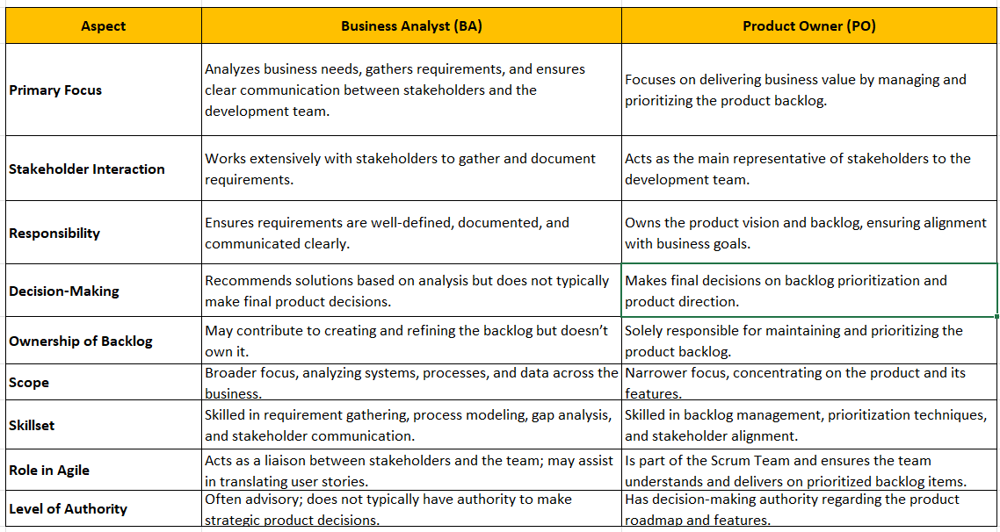 Aspect
Business Analyst (BA)
Product Owner (PO)
Primary Focus
Analyzes business needs, gathers requirements, and ensures
clear communication between stakeholders and the
development team.
Focuses on delivering business value by managing and
prioritizing the product backlog.
Stakeholder Interaction
Works extensively with stakeholders to gather and document
requirements.
Acts as the main representative of stakeholders to the
development team.
Responsibility
Ensures requirements are well-defined, documented, and
communicated clearly.
Owns the product vision and backlog, ensuring alignment
with business goals.
Decision-Making
Recommends solutions based on analysis but does not typically
make final product decisions.
Makes final decisions on backlog prioritization and
product direction.
Ownership of Backlog
May contribute to creating and refining the backlog but doesn’t
own it.
Solely responsible for maintaining and prioritizing the
product backlog.
Scope
Broader focus, analyzing systems, processes, and data across the
business.
Narrower focus, concentrating on the product and its
features.
Skillset
Skilled in requirement gathering, process modeling, gap analysis,
and stakeholder communication.
Skilled in backlog management, prioritization techniques,
and stakeholder alignment.
Role in Agile
Acts as a liaison between stakeholders and the team; may assist
in translating user stories.
Is part of the Scrum Team and ensures the team
understands and delivers on prioritized backlog items.
Level of Authority
Often advisory; does not typically have authority to make
strategic product decisions.
Has decision-making authority regarding the product
roadmap and features.